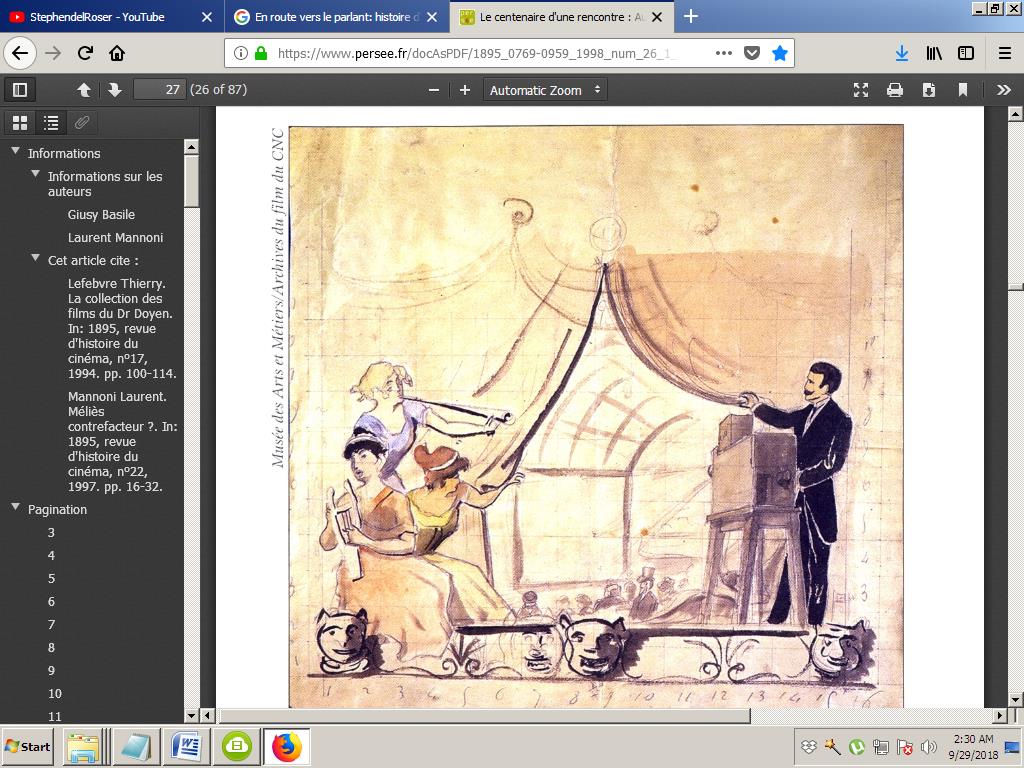 StephendelRoser - YouTube
En route vers le parlant: histoire d
Le centenaire d'une rencontre : Au
https://www.persee.fr/docAsPDF/1895_0769-0959_1998_num_26_1_
27 (26 of 87)
Automatic Zoom
Informations
Informations sur les
auteurs
Giusy Basile
Laurent Mannoni
Cet article cite :
Lefebvre Thierry.
La collection des
films du Dr Doyen.
In: 1895, revue
d'histoire du
cinéma, nº17,
1994. pp. 100-114.
Mannoni Laurent.
Méliès
contrefacteur ?. In:
1895, revue
d'histoire du
cinéma, nº22,
1997. pp. 16-32.
Pagination
3
4
5
6
7
8
9
10
11
Musée des Arts et Métiers/Archives du film du CNC
1 2 3 4 5 6 7 8 9 10 11 12 13 14 15 16
Start
2:30 AM
9/29/2018